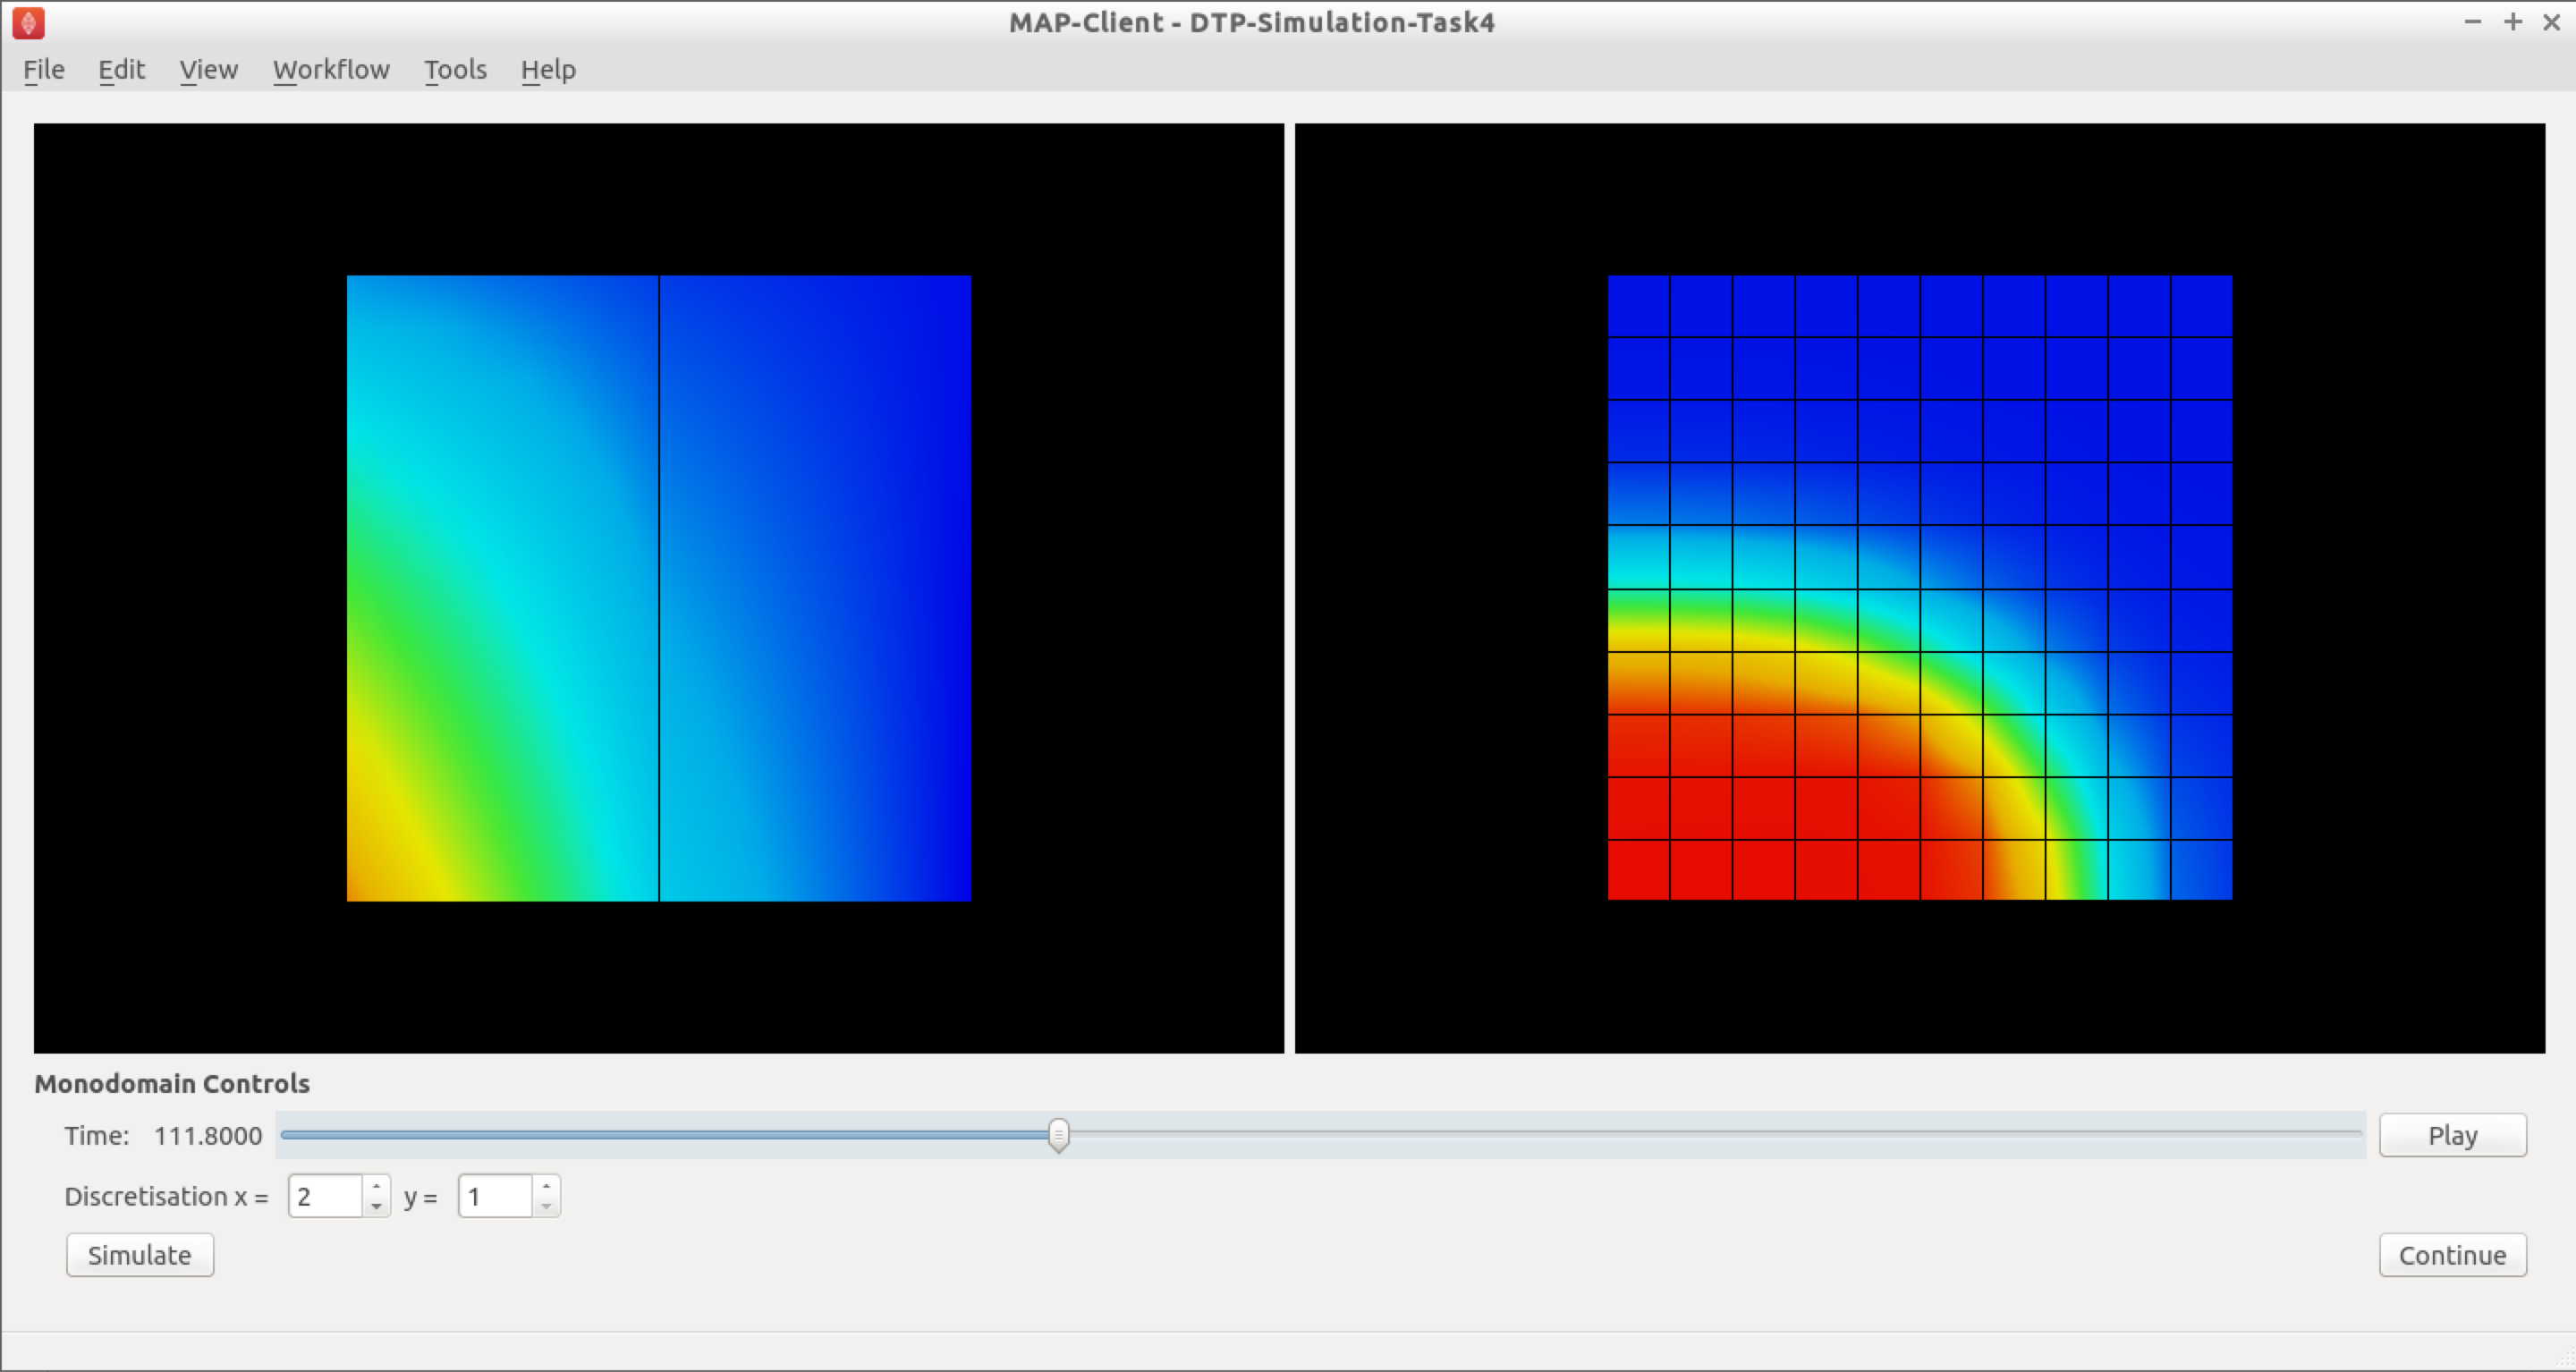 MAP-Client - DTP-Simulation-Task4
File Edit View Workflow Tools Help
Monodomain Controls
Time: 111.8000 Play
Discretisation x = 2 y = 1
Simulate Continue